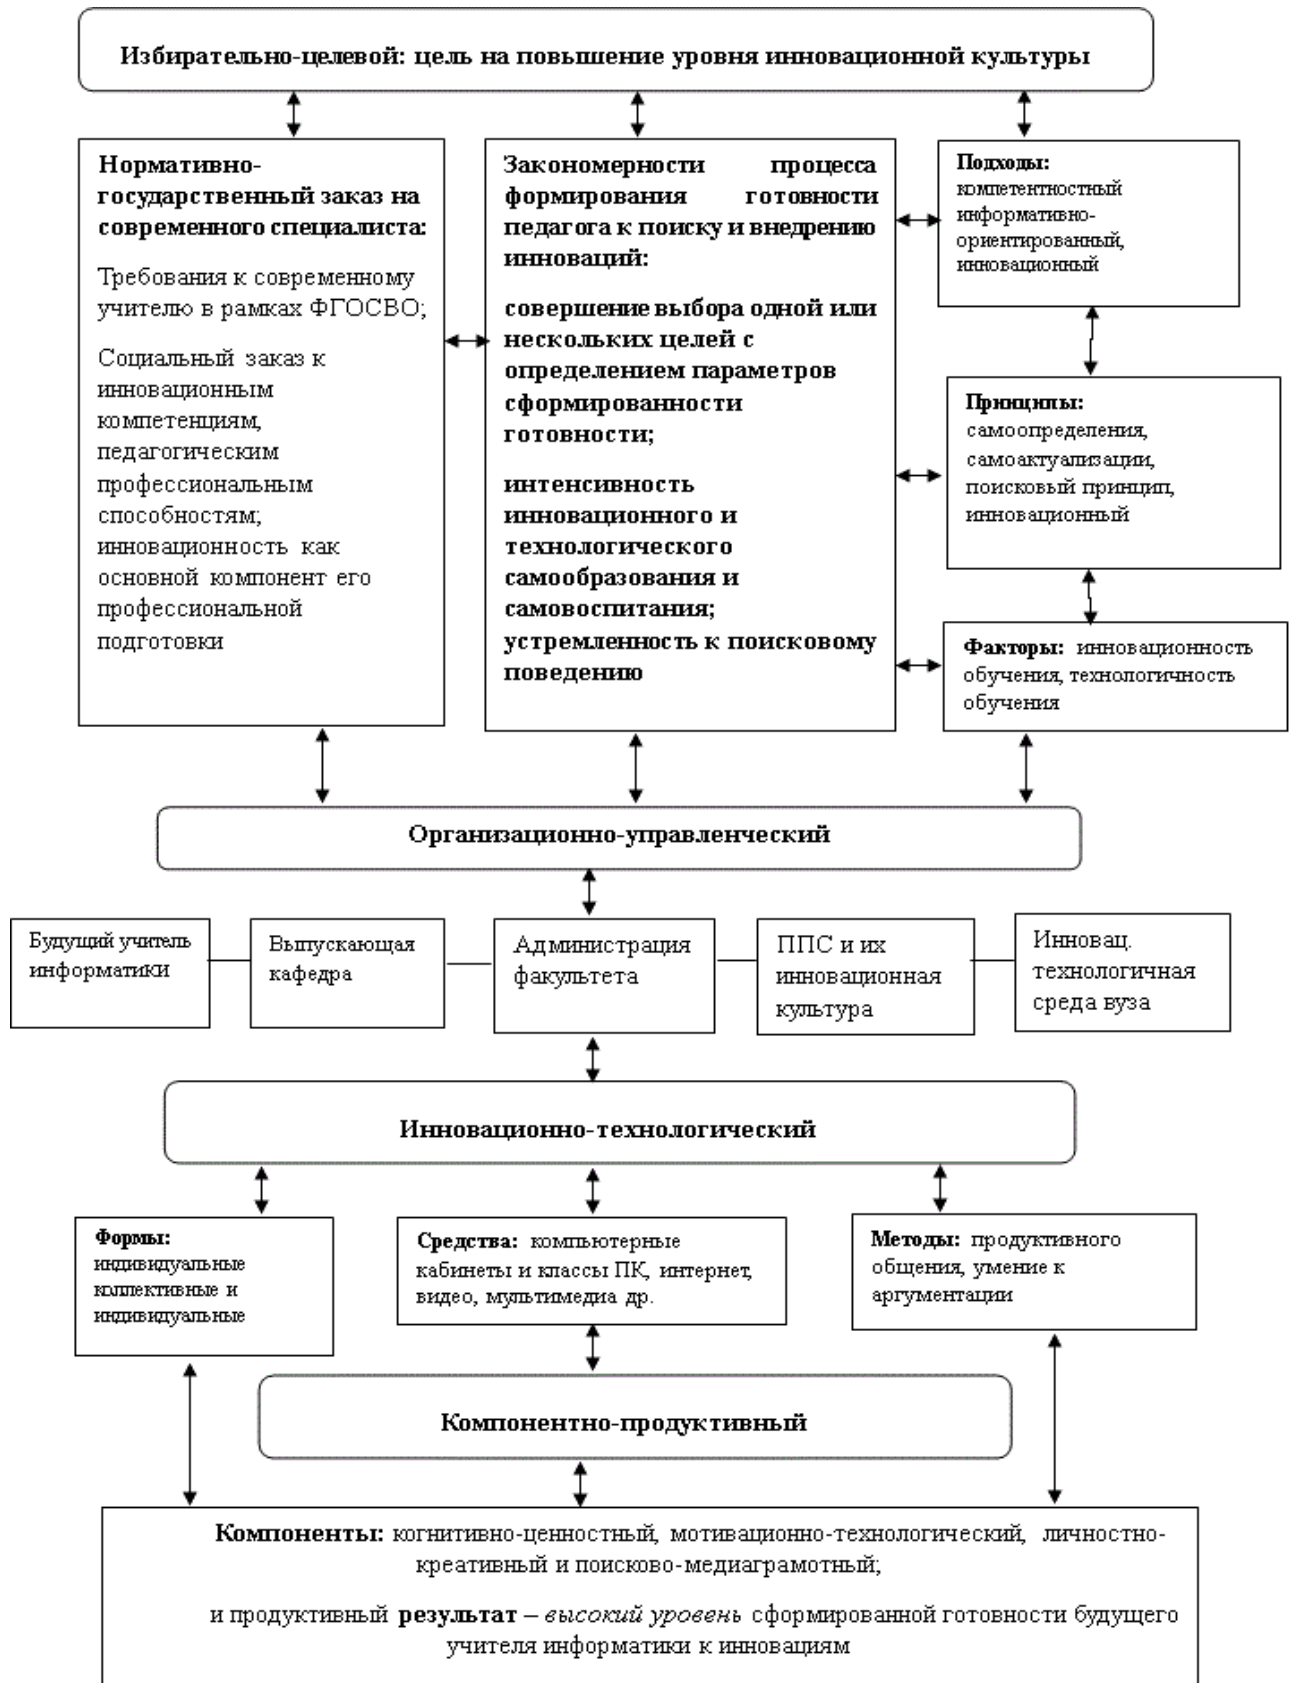 Избирательно-целевой: цель на повышение уровня инновационной культуры
Нормативно-
государственный заказ на
современного специалиста:
Требования к современному
учителю в рамках ФГОСВО;
Социальный заказ к
инновационным
компетенциям,
педагогическим
профессиональным
способностям;
инновационность как
основной компонент его
профессиональной
подготовки
Закономерности процесса
формирования готовности
педагога к поиску и внедрению
инноваций:
совершение выбора одной или
нескольких целей с
определением параметров
сформированности
готовности;
интенсивность
инновационного и
технологического
самообразования и
самовоспитания;
устремленность к поисковому
поведению
Подходы:
компетентностный
информативно-
ориентированный,
инновационный
Принципы:
самоопределения,
самоактуализации,
поисковый принцип,
инновационный
Факторы: инновационность
обучения, технологичность
обучения
Организационно-управленческий
Будущий учитель
информатики
Выпускающая
кафедра
Администрация
факультета
ППС и их
инновационная
культура
Инновац.
технологичная
среда вуза
Инновационно-технологический
Формы:
индивидуальные
коллективные и
индивидуальные
Средства: компьютерные
кабинеты и классы ПК, интернет,
видео, мультимедиа др.
Методы: продуктивного
общения, умение к
аргументации
Компонентно-продуктивный
Компоненты: когнитивно-ценностный, мотивационно-технологический, личностно-
креативный и поисково-медиаграмотный;
и продуктивный результат – высокий уровень сформированной готовности будущего
учителя информатики к инновациям